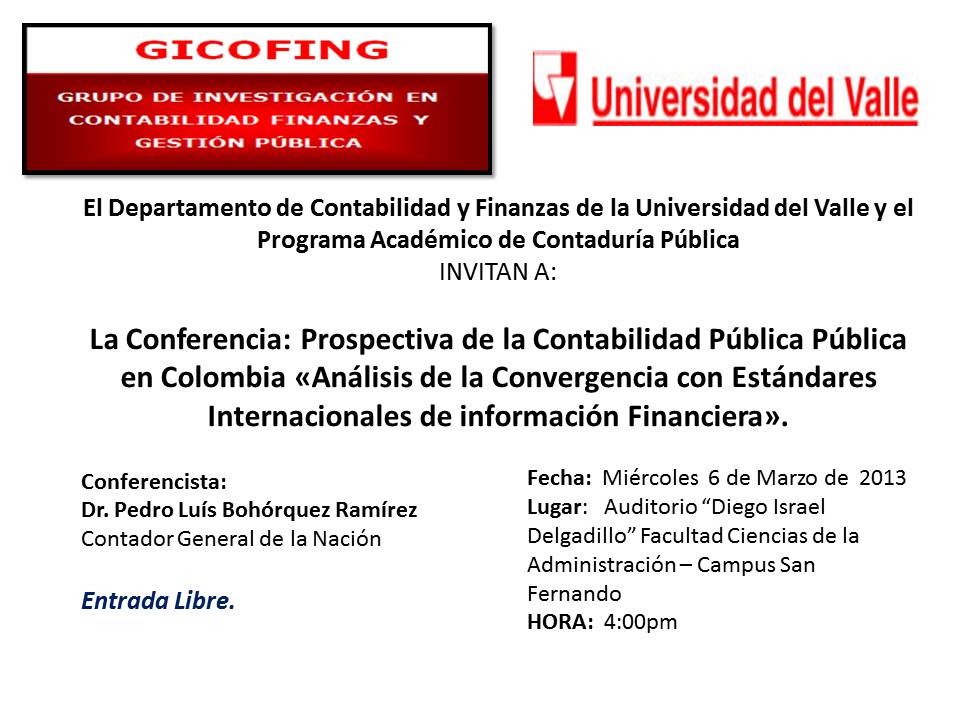 GICOFING
GRUPO DE INVESTIGACIÓN EN
CONTABILIDAD FINANZAS Y
GESTIÓN PÚBLICA
Universidad del Valle
El Departamento de Contabilidad y Finanzas de la Universidad del Valle y el
Programa Académico de Contaduría Pública
INVITAN A:
La Conferencia: Prospectiva de la Contabilidad Pública Pública
en Colombia «Análisis de la Convergencia con Estándares
Internacionales de información Financiera».
Conferencista:
Dr. Pedro Luís Bohórquez Ramírez
Contador General de la Nación
Entrada Libre.
Fecha: Miércoles 6 de Marzo de 2013
Lugar: Auditorio “Diego Israel
Delgadillo” Facultad Ciencias de la
Administración – Campus San
Fernando
HORA: 4:00pm